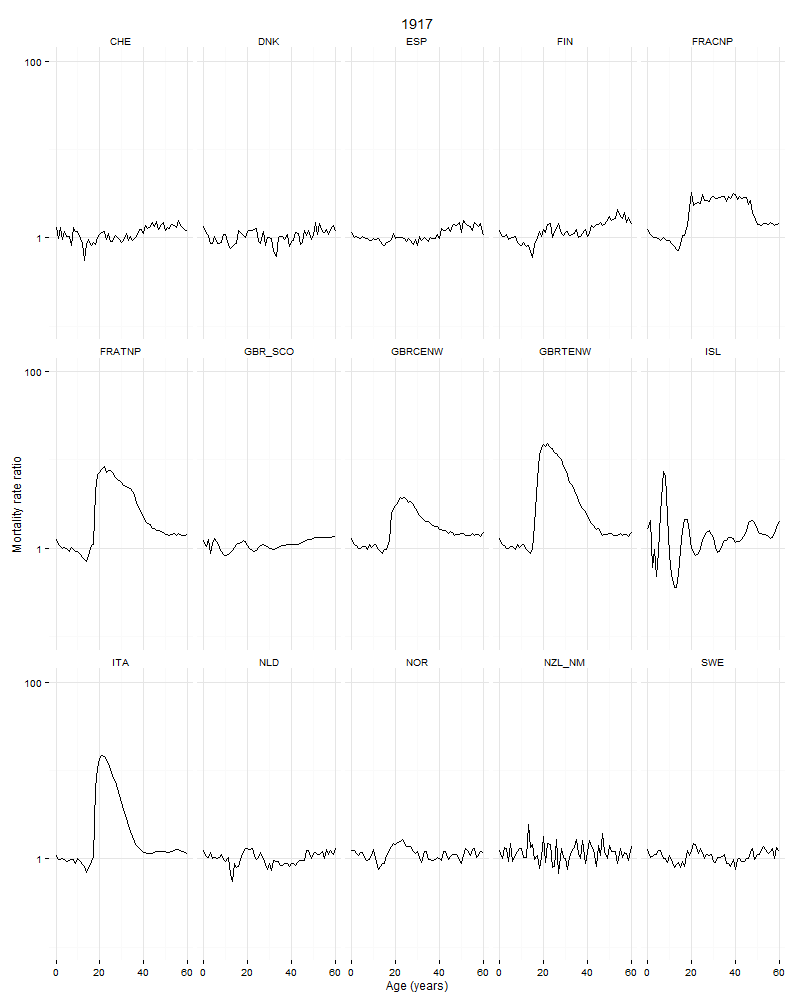 1917
CHE DNK ESP FIN FRACNP
100
1
FRATNP GBR_SCO GBRCENW GBRTENW ISL
100
Mortality rate ratio
1
ITA NLD NOR NZL_NM SWE
100
1
0 20 40 60 0 20 40 60 0 20 40 60 0 20 40 60 0 20 40 60
Age (years)